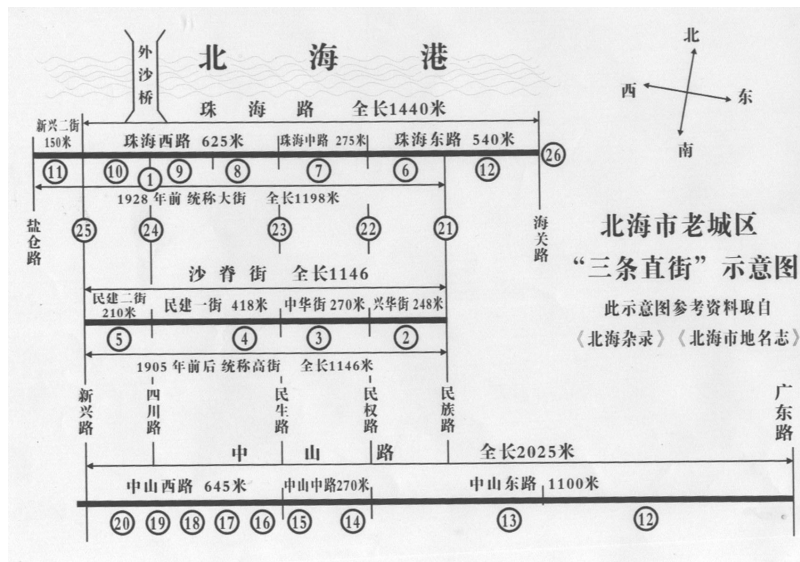 北海港
外沙桥
北
西
东
南
珠海路 全长1440米
新兴二街
150米
珠海西路 625米
珠海中路 275米
珠海东路 540米
⑪
⑩
①
⑨
⑧
⑦
⑥
⑫
㉖
1928年前 统称大街 全长1198米
盐仓路
㉕
㉔
㉓
㉒
㉑
海关路
北海市老城区
“三条直街”示意图
此示意图参考资料取自
《北海杂录》《北海市地名志》
沙脊街 全长1146
民建二街
210米
民建一街 418米
中华街 270米
兴华街 248米
⑤
④
③
②
1905年前后 统称高街 全长1146米
新兴路
四川路
民生路
民权路
民族路
广东路
中山路 全长2025米
中山西路 645米
中山中路270米
中山东路 1100米
⑳
⑲
⑱
⑰
⑯
⑮
⑭
⑬
⑫